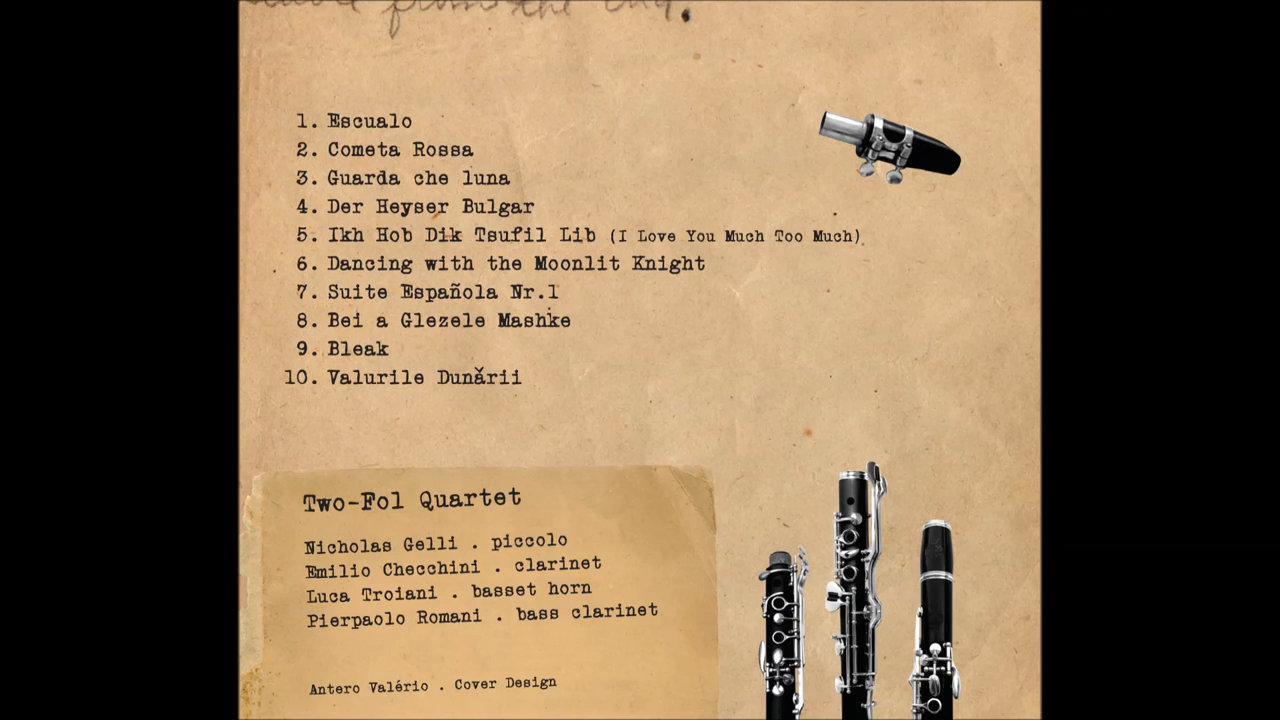 from the
1. Escualo
2. Cometa Rossa
3. Guarda che luna
4. Der Heyser Bulgar
5. Ikh Hob Dik Tsufil Lib (I Love You Much Too Much)
6. Dancing with the Moonlit Knight
7. Suite Española Nr.1
8. Bei a Glezele Mashke
9. Bleak
10. Valurile Dunǎrii
Two-Fol Quartet
Nicholas Gelli . piccolo
Emilio Checchini . clarinet
Luca Troiani . basset horn
Pierpaolo Romani . bass clarinet
Antero Valério . Cover Design